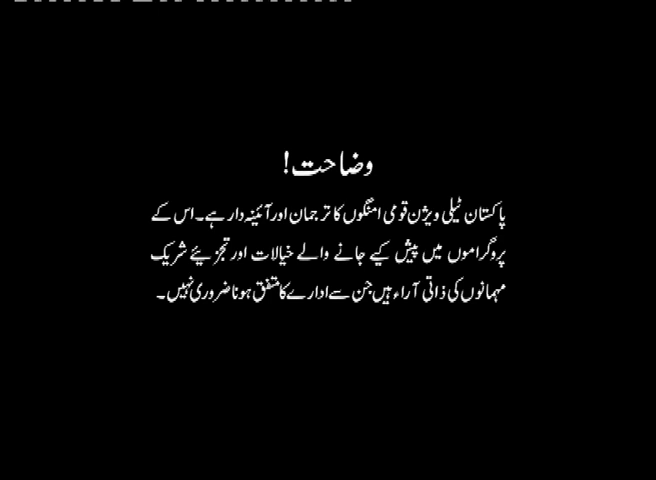 وضاحت!
پاکستان ٹیلی ویژن قومی امنگوں کا ترجمان اور آئینہ دار ہے۔ اس کے
پروگراموں میں پیش کیے جانے والے خیالات اور تجزیئے شریک
مہمانوں کی ذاتی آراء ہیں جن سے ادارے کا متفق ہونا ضروری نہیں۔